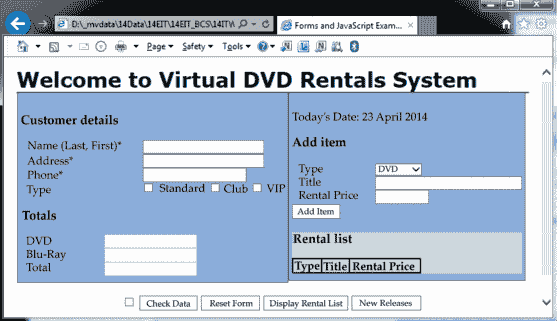 D:\_mvdata\14Data\14EIT\14EIT_BCS\14ITW
Forms and JavaScript Exam...
Page Safety Tools
Welcome to Virtual DVD Rentals System
Customer details
Name (Last, First)*
Address*
Phone*
Type Standard Club VIP
Totals
DVD
Blu-Ray
Total
Today's Date: 23 April 2014
Add item
Type DVD
Title
Rental Price
Add Item
Rental list
Type Title Rental Price
Check Data Reset Form Display Rental List New Releases